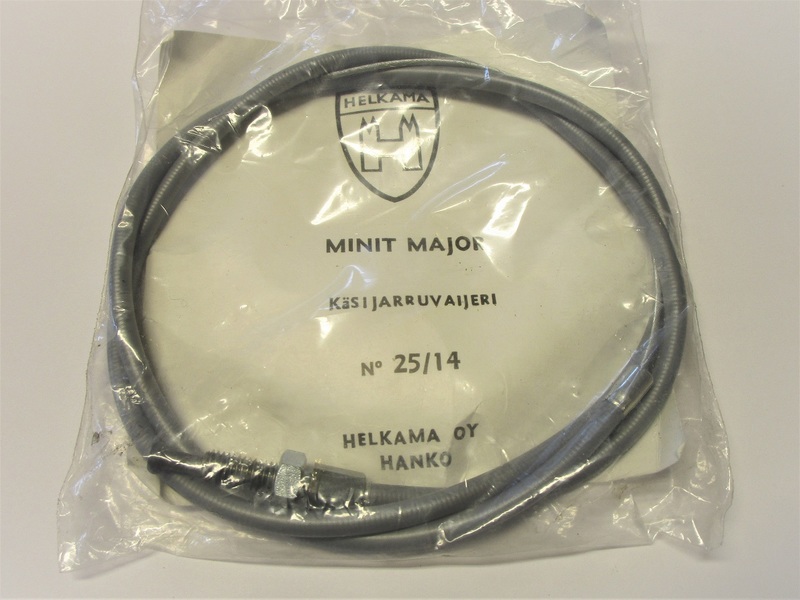 HELKAMA
MINIT MAJOR
KäSIJARRUVAIJERI
Nº 25/14
HELKAMA OY
HANKO